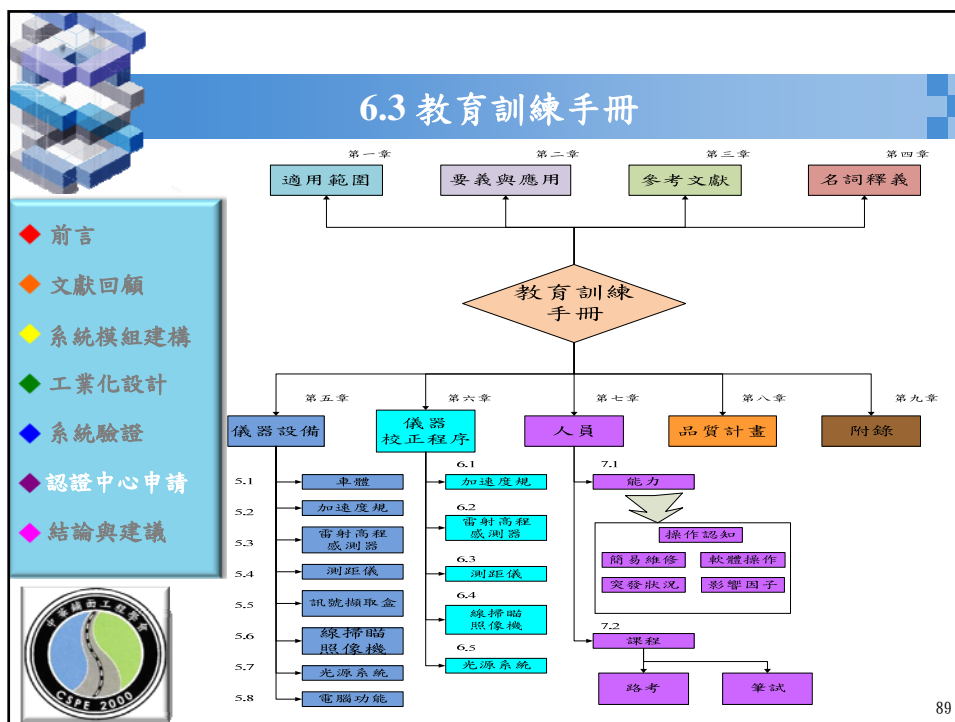 6.3 教育訓練手冊
第一章
第二章
第三章
第四章
適用範圍
要義與應用
參考文獻
名詞釋義
前言
文獻回顧
系統模組建構
工業化設計
系統驗證
認證中心申請
結論與建議
教育訓練
手冊
第五章
第六章
第七章
第八章
第九章
儀器設備
儀器
校正程序
人員
品質計畫
附錄
5.1
車體
5.2
加速度規
5.3
雷射高程
感測器
5.4
測距儀
5.5
訊號擷取盒
5.6
線掃瞄
照像機
5.7
光源系統
5.8
電腦功能
6.1
加速度規
6.2
雷射高程
感測器
6.3
測距儀
6.4
線掃瞄
照像機
6.5
光源系統
7.1
能力
操作認知
簡易維修
軟體操作
突發狀況
影響因子
7.2
課程
路考
筆試
中華鋪面工程學會
CSPE 2000
89